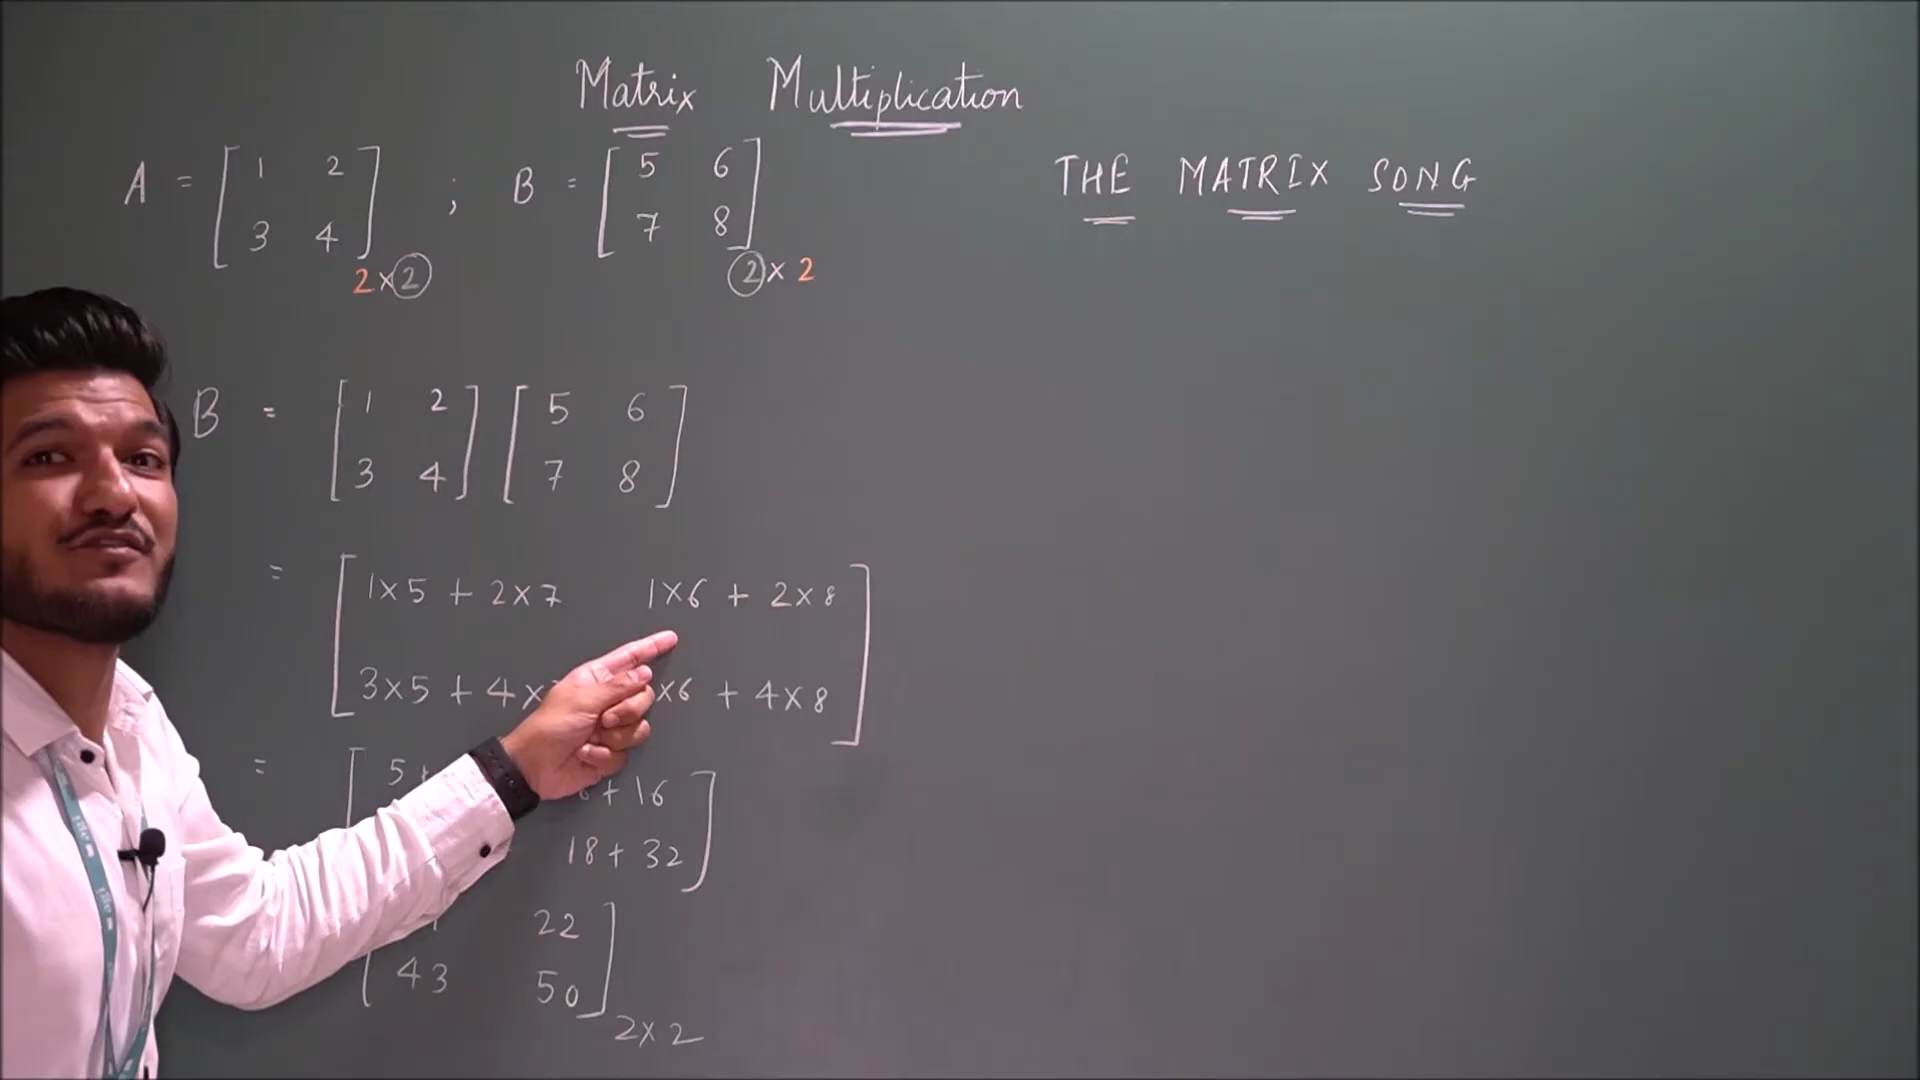 Matrix Multiplication
A = [ 1 2 ] ; B = [ 5 6 ]
[ 3 4 ] 2×2 [ 7 8 ] 2×2
THE MATRIX SONG
B = [ 1 2 ] [ 5 6 ]
[ 3 4 ] [ 7 8 ]
= [ 1×5 + 2×7 1×6 + 2×8 ]
[ 3×5 + 4× ×6 + 4×8 ]
= [ 5+ 6+16 ]
18+32 ]
22 ]
[ 43 50 ] 2×2